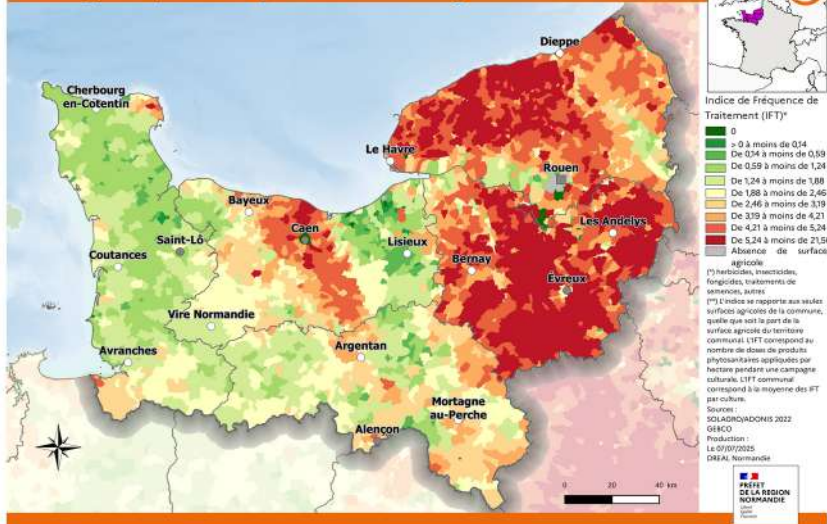 Dieppe
Cherbourg
en-Cotentin
Le Havre
Rouen
Bayeux
Les Andelys
Caen
Saint-Lô
Lisieux
Coutances
Bernay
Évreux
Vire Normandie
Argentan
Avranches
Mortagne
au-Perche
Alençon
0 20 40 km
Indice de Fréquence de
Traitement (IFT)*
0
> 0 à moins de 0,14
De 0,14 à moins de 0,59
De 0,59 à moins de 1,24
De 1,24 à moins de 1,88
De 1,88 à moins de 2,46
De 2,46 à moins de 3,19
De 3,19 à moins de 4,21
De 4,21 à moins de 5,24
De 5,24 à moins de 21,5
Absence de surface
agricole
(*) herbicides, insecticides,
fongicides, traitements de
semences, autres
(**) L'indice se rapporte aux seules
surfaces agricoles de la commune,
quelle que soit la part de la
surface agricole du territoire
communal. L'IFT correspond au
nombre de doses de produits
phytosanitaires appliquées par
hectare pendant une campagne
culturale. L'IFT communal
correspond à la moyenne des IFT
par culture.
Sources :
SOLAGRO/ADONIS 2022
GEBCO
Production :
Le 07/07/2025
DREAL Normandie
PRÉFET
DE LA RÉGION
NORMANDIE